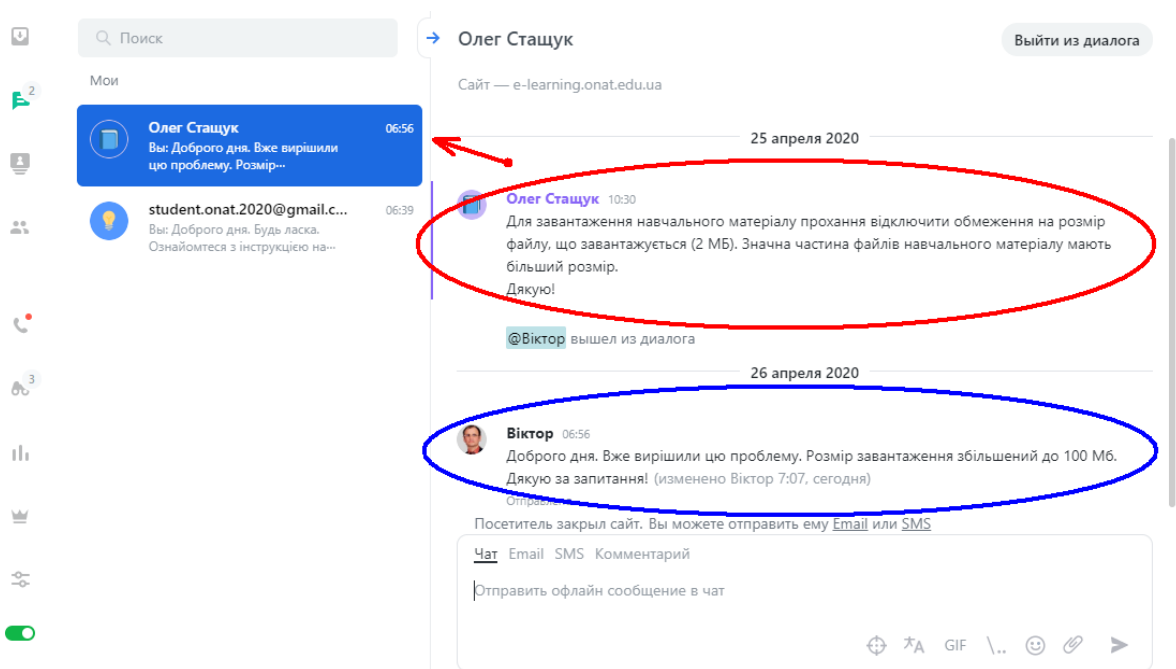 Поиск
Мои
2
Олег Стащук 06:56
Вы: Доброго дня. Вже вирішили
цю проблему. Розмір···
student.onat.2020@gmail.c... 06:39
Вы: Доброго дня. Будь ласка.
Ознайомтеся з інструкцією на···
3
Олег Стащук
Выйти из диалога
Сайт — e-learning.onat.edu.ua
25 апреля 2020
Олег Стащук 10:30
Для завантаження навчального матеріалу прохання відключити обмеження на розмір
файлу, що завантажується (2 МБ). Значна частина файлів навчального матеріалу мають
більший розмір.
Дякую!
@Віктор вышел из диалога
26 апреля 2020
Віктор 06:56
Доброго дня. Вже вирішили цю проблему. Розмір завантаження збільшений до 100 Мб.
Дякую за запитання! (изменено Віктор 7:07, сегодня)
Посетитель закрыл сайт. Вы можете отправить ему Email или SMS
Чат Email SMS Комментарий
Отправить офлайн сообщение в чат
GIF \..